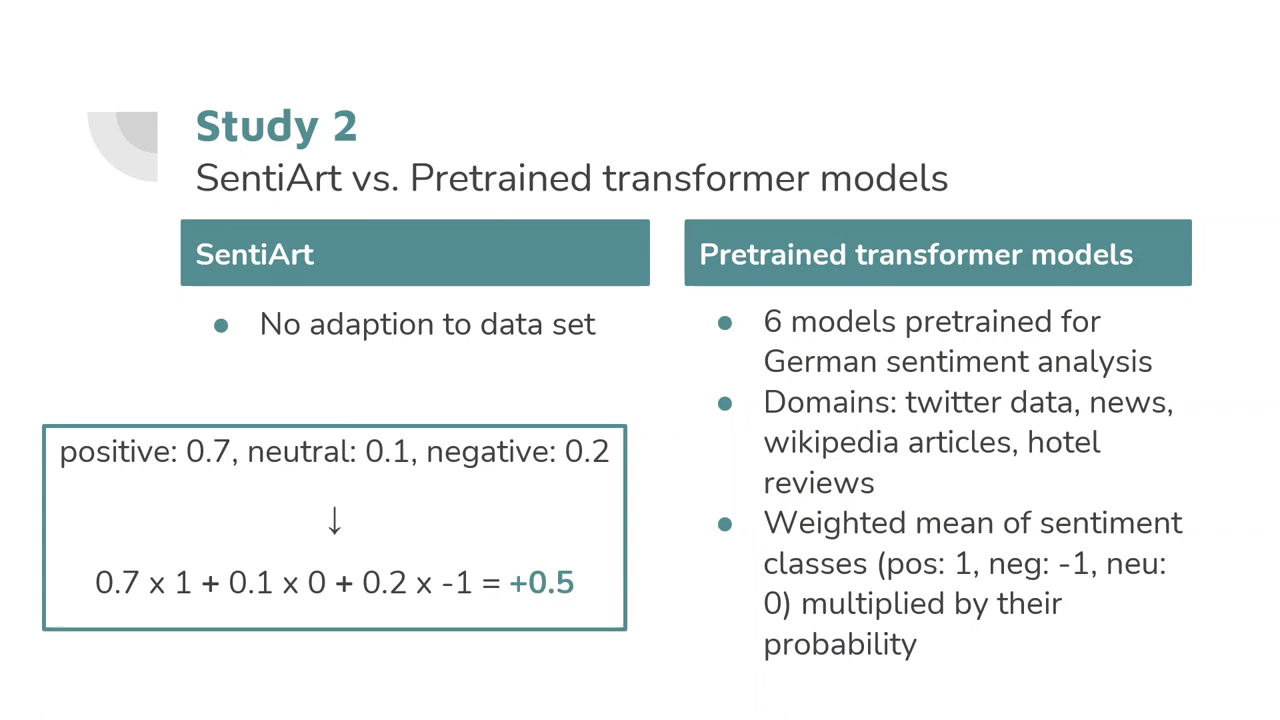 Study 2
SentiArt vs. Pretrained transformer models
SentiArt
● No adaption to data set
positive: 0.7, neutral: 0.1, negative: 0.2
↓
0.7 x 1 + 0.1 x 0 + 0.2 x -1 = +0.5
Pretrained transformer models
● 6 models pretrained for
German sentiment analysis
● Domains: twitter data, news,
wikipedia articles, hotel
reviews
● Weighted mean of sentiment
classes (pos: 1, neg: -1, neu:
0) multiplied by their
probability